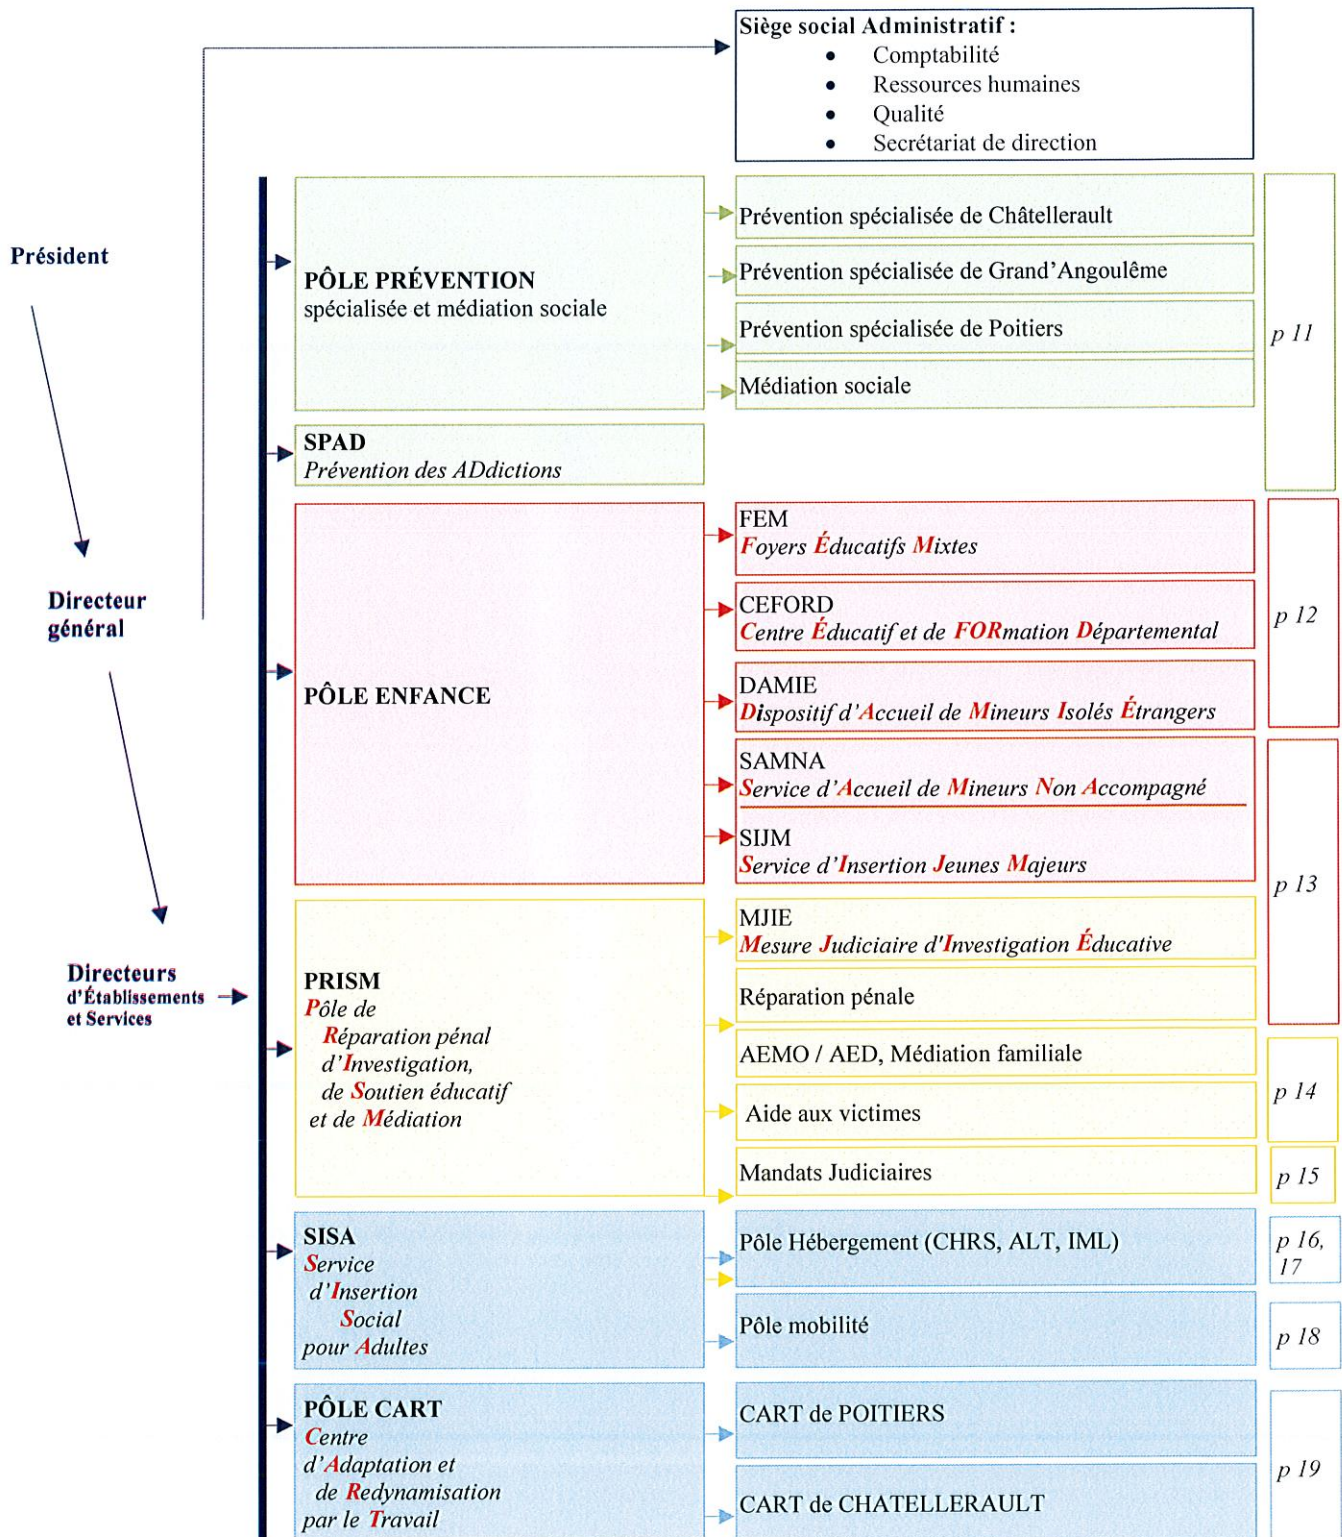 Siège social Administratif :
• Comptabilité
• Ressources humaines
• Qualité
• Secrétariat de direction
Président
Directeur
général
Directeurs
d'Établissements
et Services
PÔLE PRÉVENTION
spécialisée et médiation sociale
Prévention spécialisée de Châtellerault
Prévention spécialisée de Grand'Angoulême
Prévention spécialisée de Poitiers
Médiation sociale
p 11
SPAD
Prévention des ADdictions
PÔLE ENFANCE
FEM
Foyers Éducatifs Mixtes
CEFORD
Centre Éducatif et de FORmation Départemental
DAMIE
Dispositif d'Accueil de Mineurs Isolés Étrangers
p 12
SAMNA
Service d'Accueil de Mineurs Non Accompagné
SIJM
Service d'Insertion Jeunes Majeurs
p 13
PRISM
Pôle de
Réparation pénal
d'Investigation,
de Soutien éducatif
et de Médiation
MJIE
Mesure Judiciaire d'Investigation Éducative
Réparation pénale
AEMO / AED, Médiation familiale
Aide aux victimes
p 14
Mandats Judiciaires
p 15
SISA
Service
d'Insertion
Social
pour Adultes
Pôle Hébergement (CHRS, ALT, IML)
p 16,
17
Pôle mobilité
p 18
PÔLE CART
Centre
d'Adaptation et
de Redynamisation
par le Travail
CART de POITIERS
CART de CHATELLERAULT
p 19